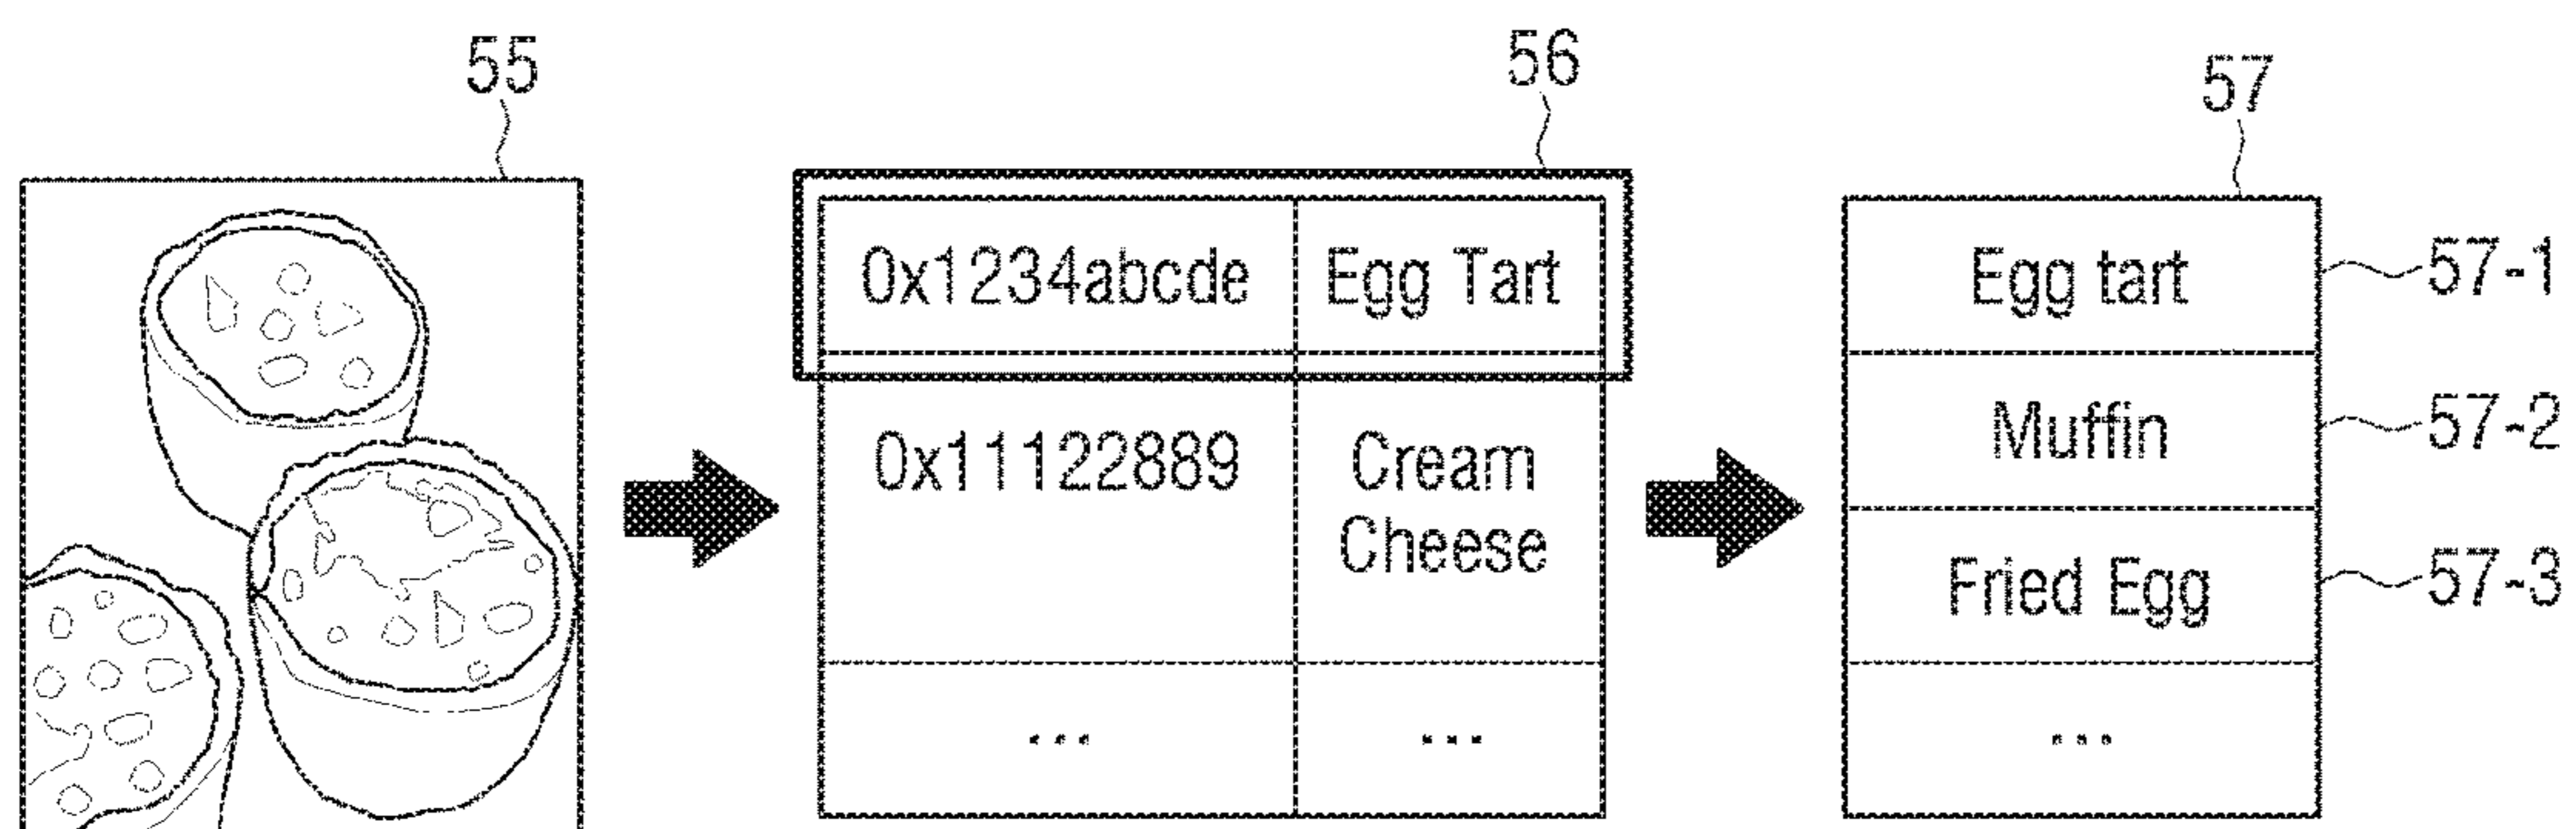 55
56
57
0x1234abcde Egg Tart
0x11122889 Cream
Cheese
... ...
Egg tart 57-1
Muffin 57-2
Fried Egg 57-3
...